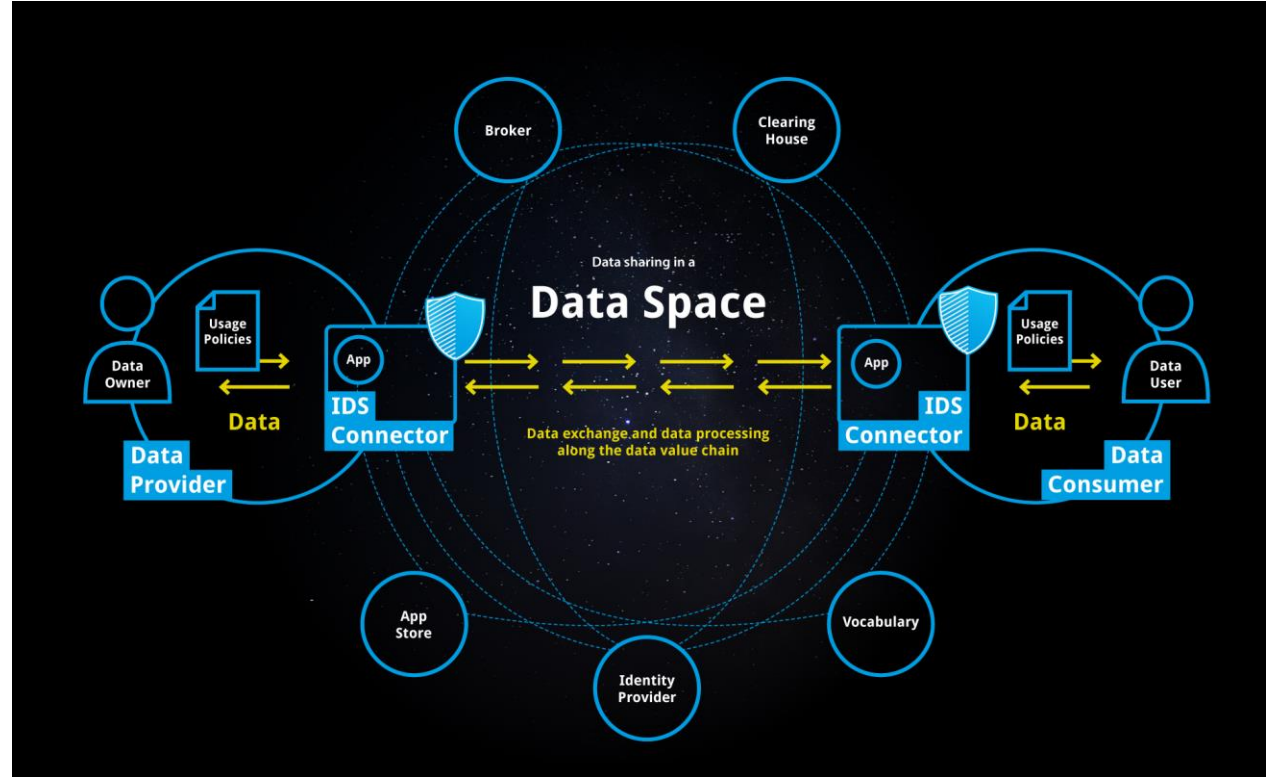 Broker
Clearing
House
Data sharing in a
Data Space
Usage
Policies
Data
Owner
Data
App
IDS
Connector
Data
Provider
Data exchange and data processing
along the data value chain
App
IDS
Connector
Usage
Policies
Data
User
Data
Data
Consumer
App
Store
Identity
Provider
Vocabulary